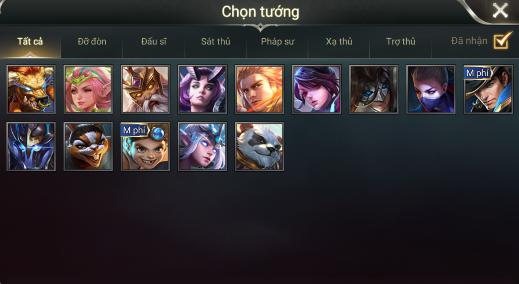 Chọn tướng
Tất cả Đỡ đòn Đấu sĩ Sát thủ Pháp sư Xạ thủ Trợ thủ Đã nhận
M phí
M phí